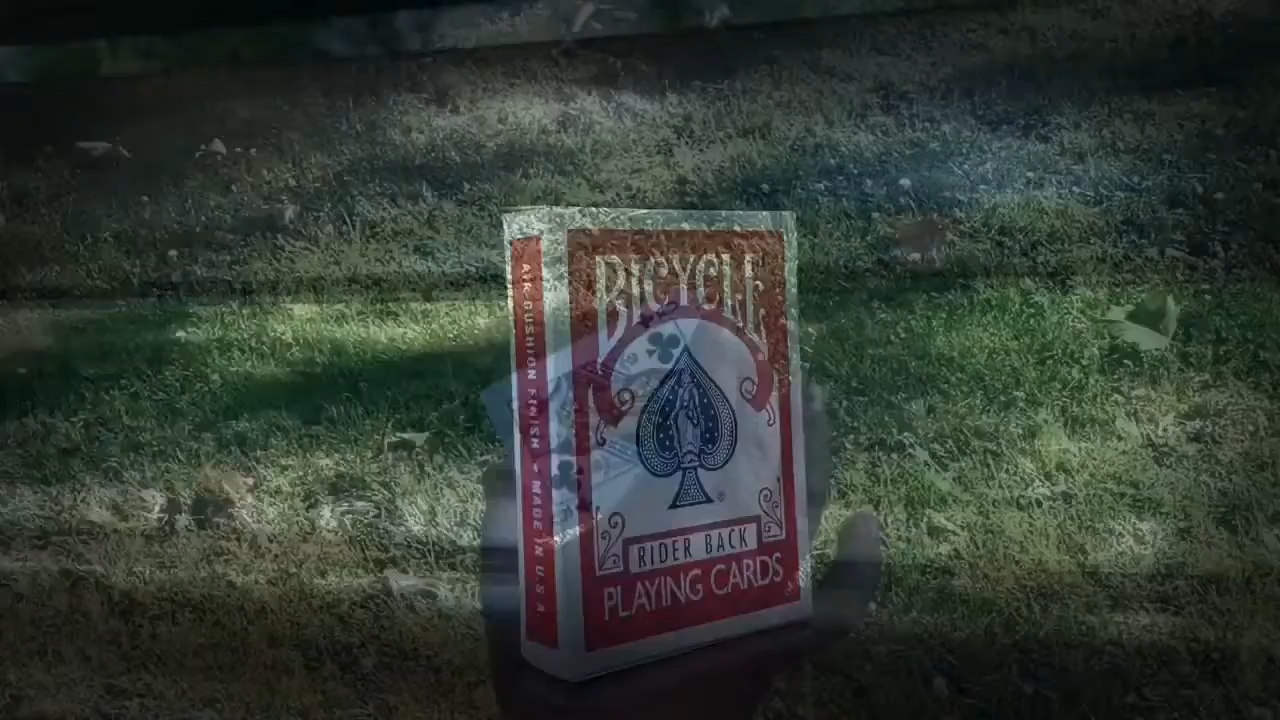 BICYCLE
RIDER BACK
PLAYING CARDS
AIR-CUSHION FINISH • MADE IN U.S.A